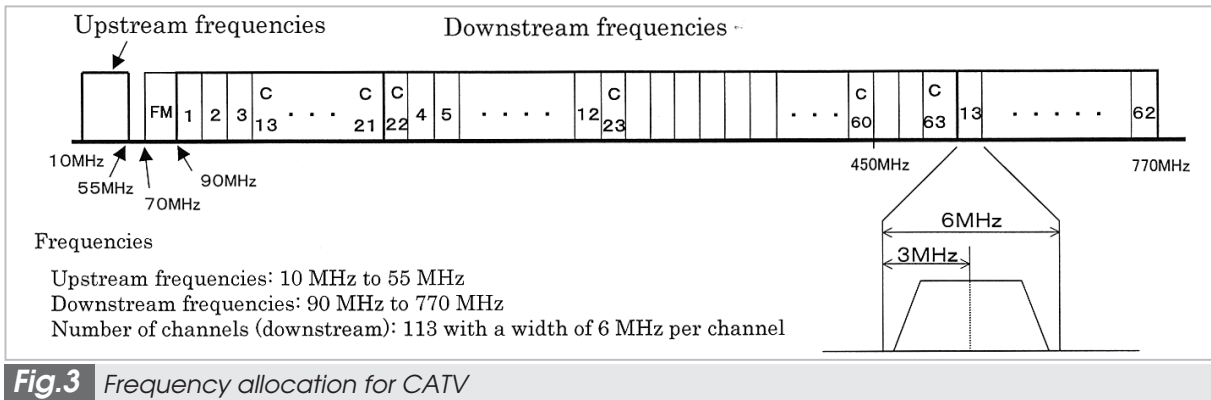 Upstream frequencies
Downstream frequencies
FM 1 2 3 C 13 · · · C 21 C 22 4 5 · · · · 12 C 23 · · · C 60 C 63 13 · · · · · 62
10MHz
55MHz
70MHz
90MHz
450MHz
770MHz
6MHz
3MHz
Frequencies
Upstream frequencies: 10 MHz to 55 MHz
Downstream frequencies: 90 MHz to 770 MHz
Number of channels (downstream): 113 with a width of 6 MHz per channel
Fig.3 Frequency allocation for CATV